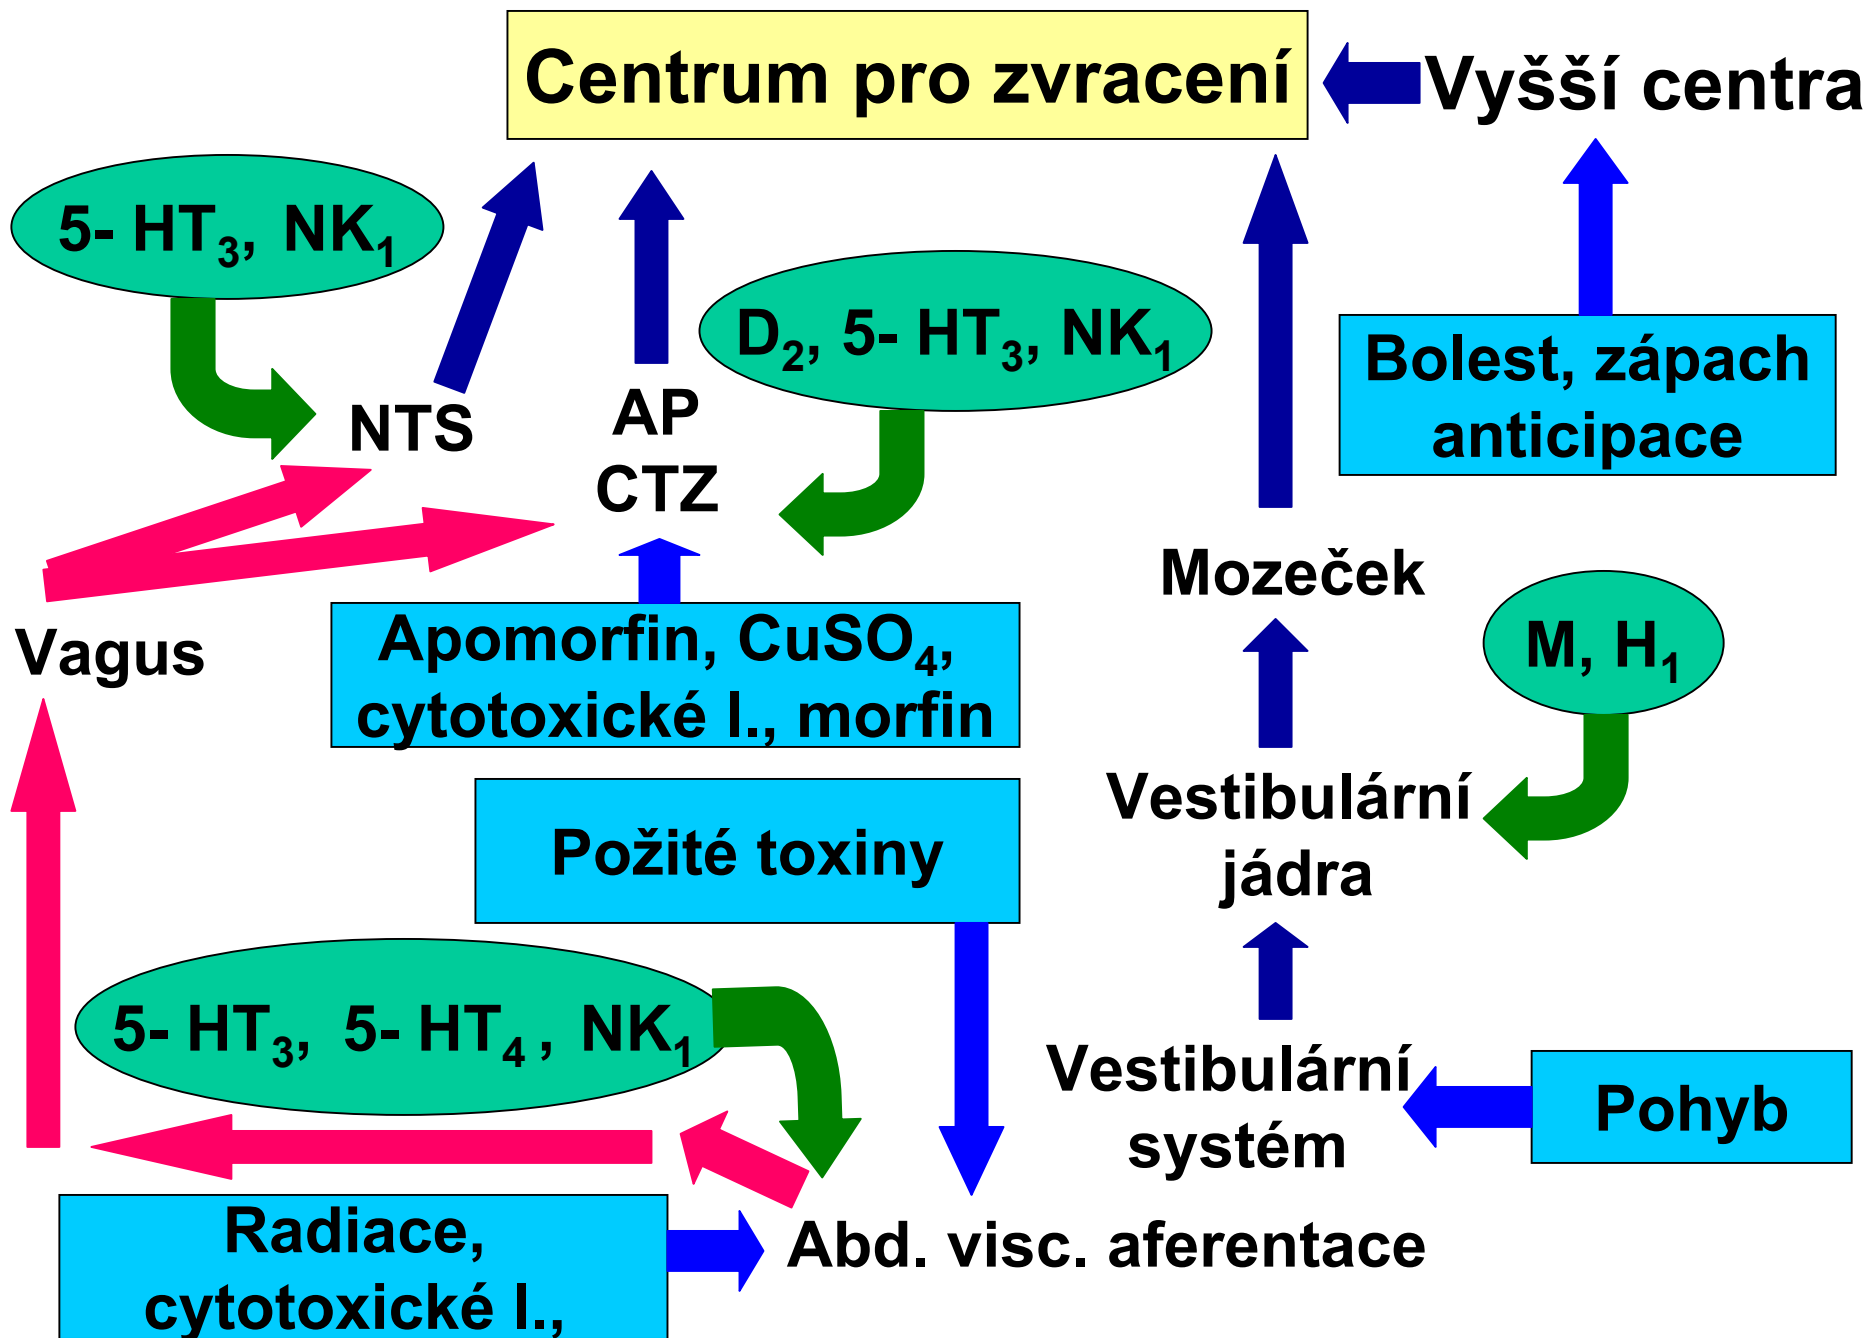 Centrum pro zvracení
Vyšší centra
5- HT₃, NK₁
D₂, 5- HT₃, NK₁
Bolest, zápach
anticipace
NTS
AP
CTZ
Mozeček
Vagus
Apomorfin, CuSO₄,
cytotoxické l., morfin
M, H₁
Vestibulární
jádra
Požité toxiny
5- HT₃, 5- HT₄ , NK₁
Vestibulární
systém
Pohyb
Radiace,
cytotoxické l.,
Abd. visc. aferentace